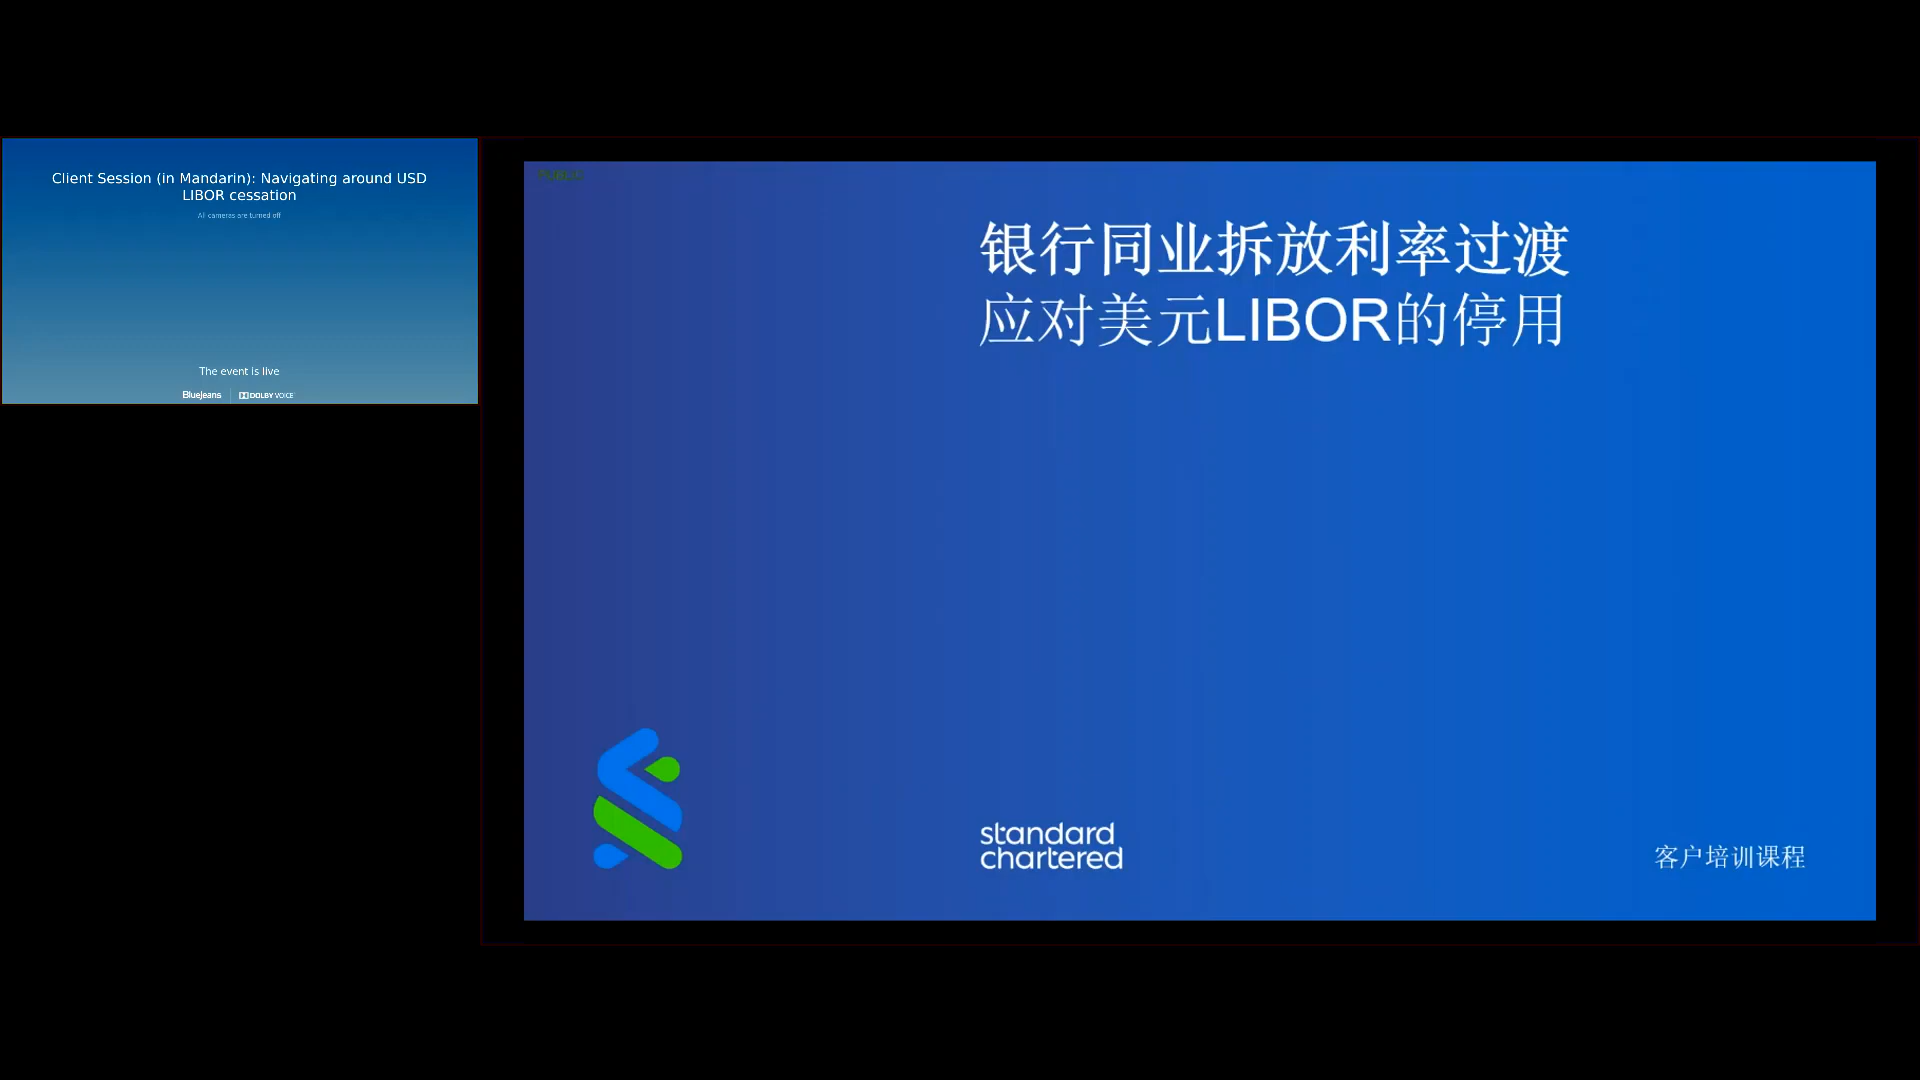 Client Session (in Mandarin): Navigating around USD
LIBOR cessation
All cameras are turned off
The event is live
BlueJeans
DOLBY VOICE
PUBLIC
银行同业拆放利率过渡
应对美元LIBOR的停用
standard
chartered
客户培训课程